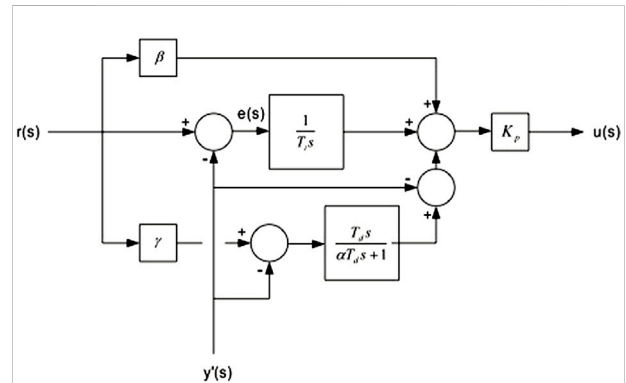 β
+
r(s)
+
-
e(s)
1
T_i s
+
K_p
u(s)
-
γ
+
-
T_d s
αT_d s + 1
+
y'(s)